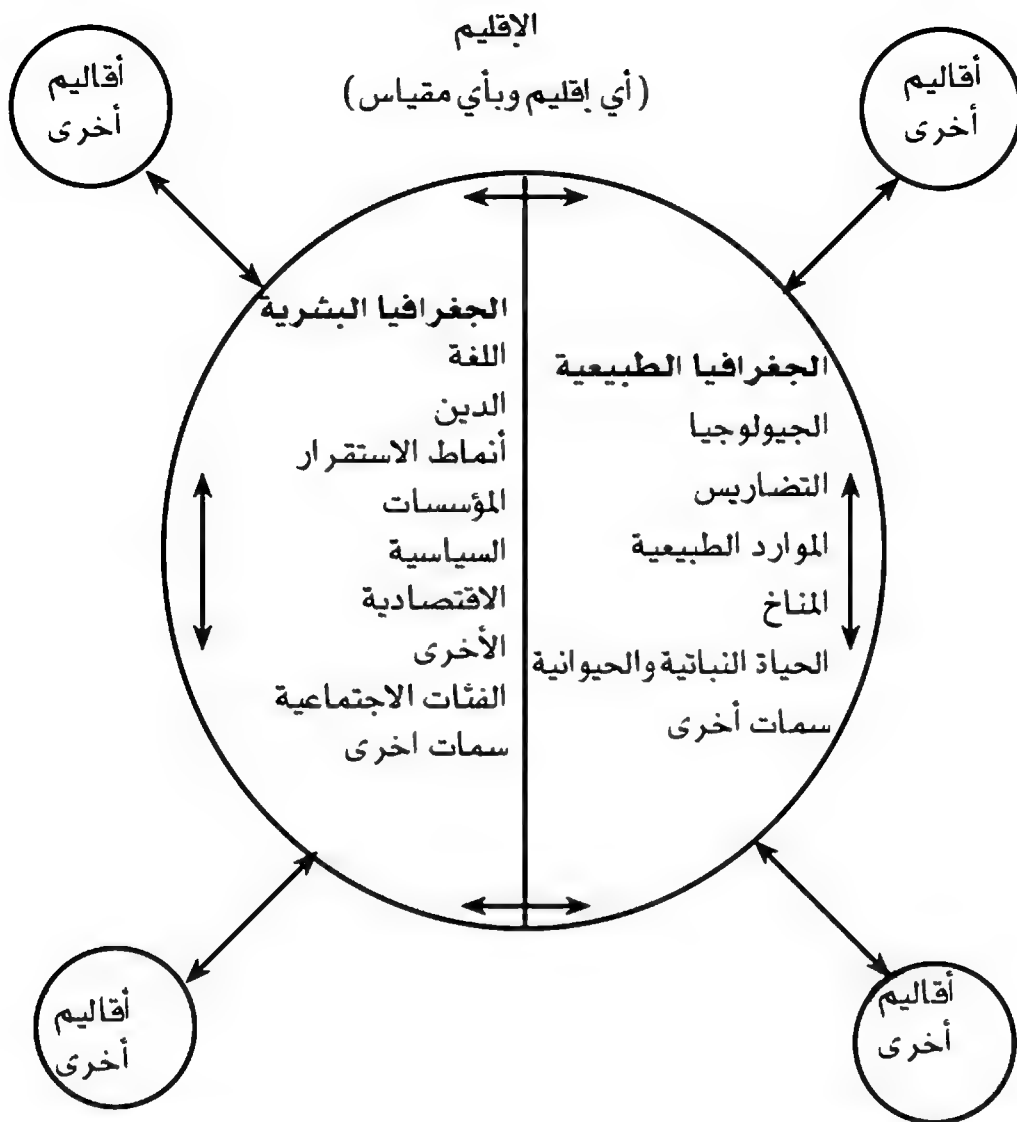 الإقليم
(أي إقليم وبأي مقياس)
أقاليم
أخرى
أقاليم
أخرى
الجغرافيا الطبيعية
الجيولوجيا
التضاريس
الموارد الطبيعية
المناخ
الحياة النباتية والحيوانية
سمات أخرى
الجغرافيا البشرية
اللغة
الدين
أنماط الاستقرار
المؤسسات
السياسية
الاقتصادية
الأخرى
الفئات الاجتماعية
سمات اخرى
أقاليم
أخرى
أقاليم
أخرى